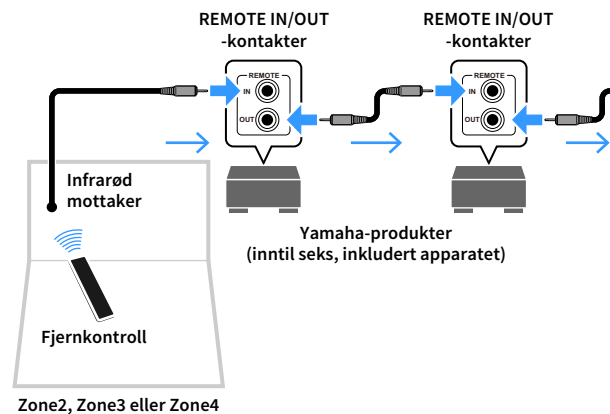 REMOTE IN/OUT
-kontakter
REMOTE IN/OUT
-kontakter
REMOTE
IN
OUT
REMOTE
IN
OUT
Infrarød
mottaker
Yamaha-produkter
(inntil seks, inkludert apparatet)
Fjernkontroll
Zone2, Zone3 eller Zone4